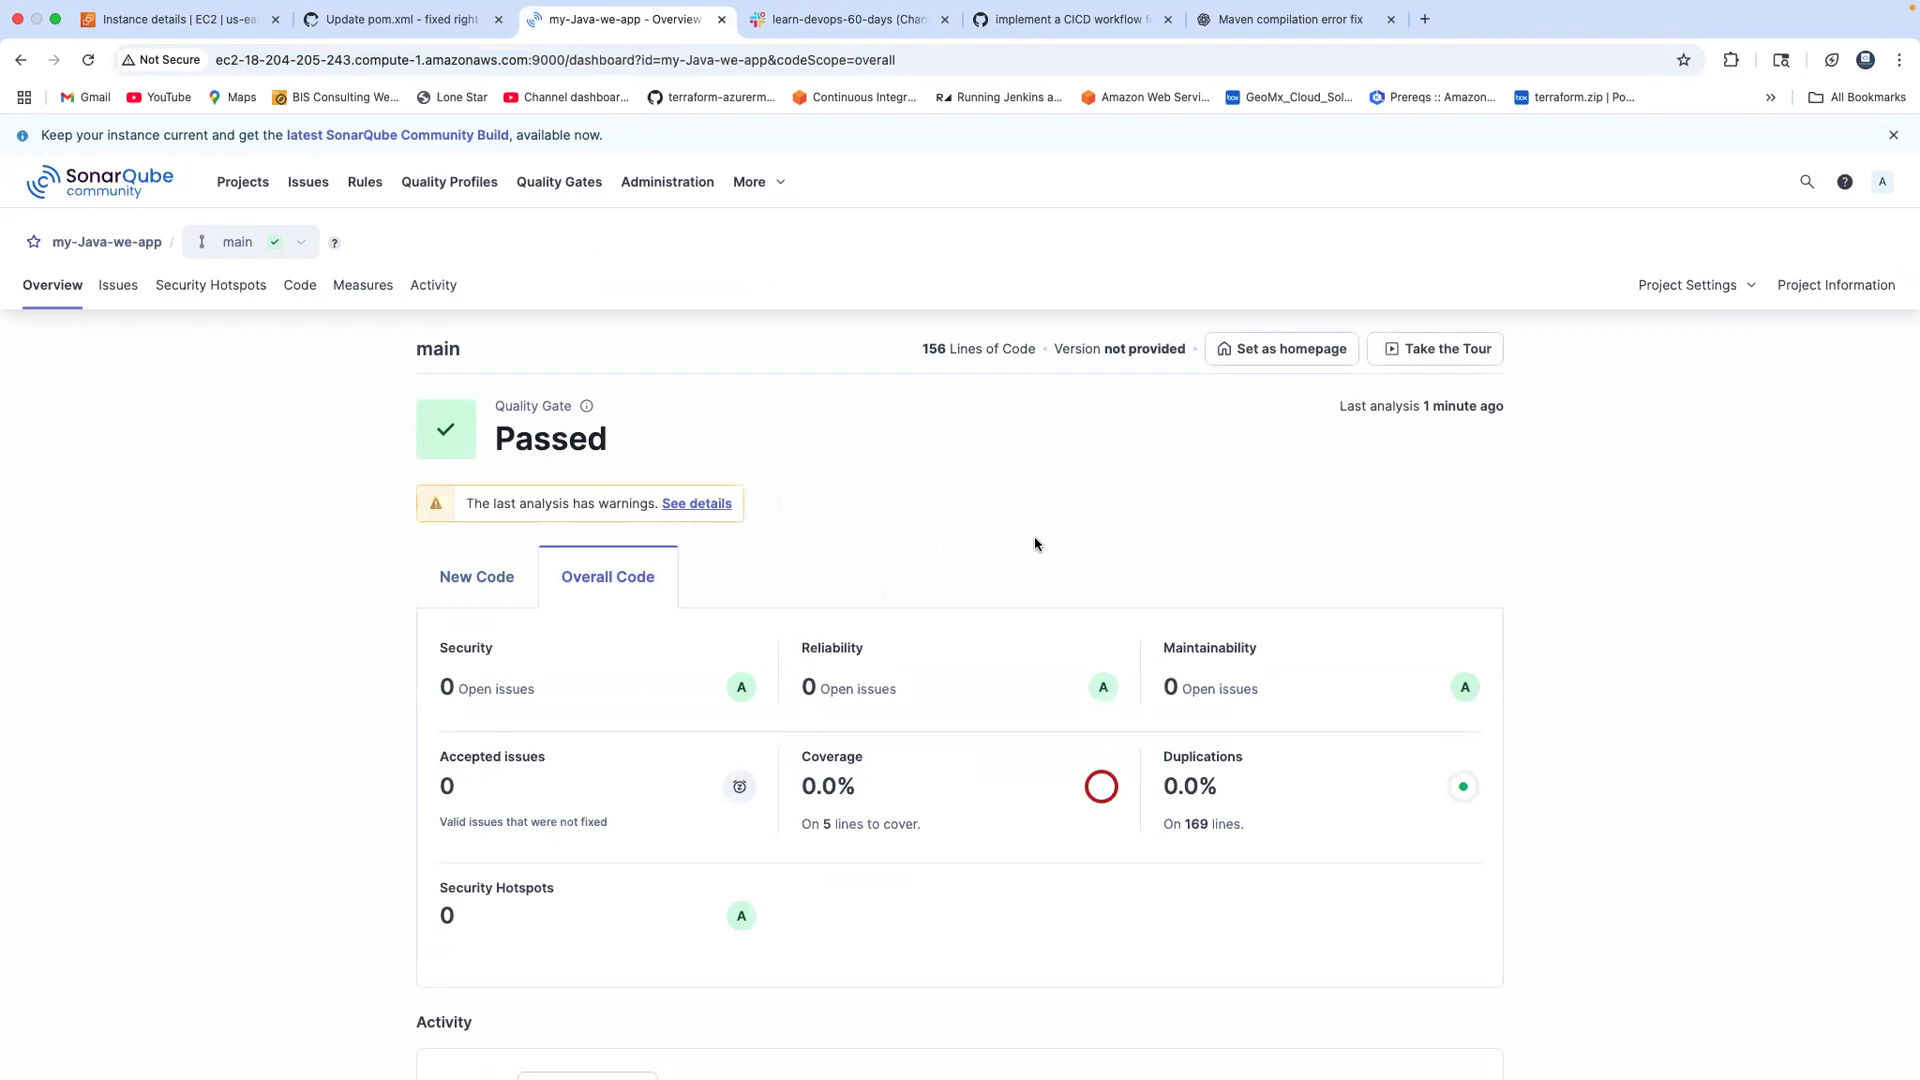 Instance details | EC2 | us-ea
Update pom.xml - fixed right
my-Java-we-app - Overview
learn-devops-60-days (Chan
implement a CICD workflow f
Maven compilation error fix
Not Secure
ec2-18-204-205-243.compute-1.amazonaws.com:9000/dashboard?id=my-Java-we-app&codeScope=overall
Gmail
YouTube
Maps
BIS Consulting We...
Lone Star
Channel dashboar...
terraform-azurerm...
Continuous Integr...
Running Jenkins a...
Amazon Web Servi...
GeoMx_Cloud_Sol...
Prereqs :: Amazon...
terraform.zip | Po...
All Bookmarks
Keep your instance current and get the latest SonarQube Community Build, available now.
SonarQube
community
Projects
Issues
Rules
Quality Profiles
Quality Gates
Administration
More
A
my-Java-we-app /
main
Overview
Issues
Security Hotspots
Code
Measures
Activity
Project Settings
Project Information
main
156 Lines of Code • Version not provided •
Set as homepage
Take the Tour
Quality Gate
Passed
Last analysis 1 minute ago
The last analysis has warnings. See details
New Code
Overall Code
Security
0 Open issues
A
Reliability
0 Open issues
A
Maintainability
0 Open issues
A
Accepted issues
0
Valid issues that were not fixed
Coverage
0.0%
On 5 lines to cover.
Duplications
0.0%
On 169 lines.
Security Hotspots
0
A
Activity